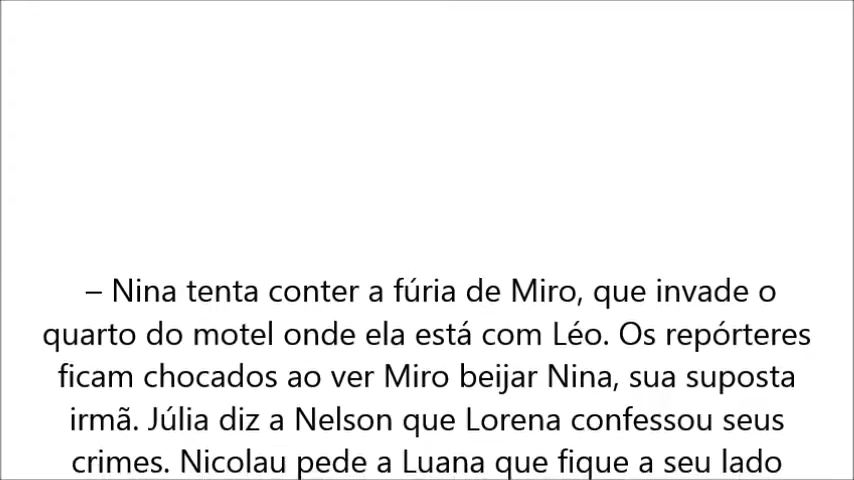 – Nina tenta conter a fúria de Miro, que invade o
quarto do motel onde ela está com Léo. Os repórteres
ficam chocados ao ver Miro beijar Nina, sua suposta
irmã. Júlia diz a Nelson que Lorena confessou seus
crimes. Nicolau pede a Luana que fique a seu lado